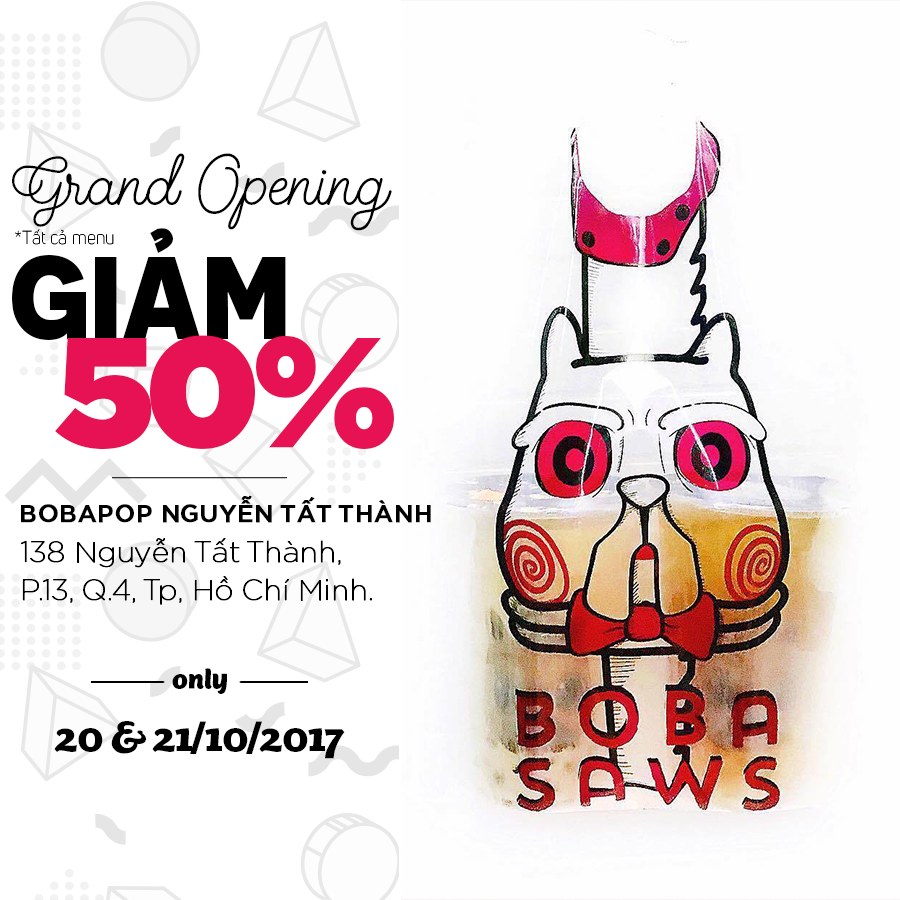 Grand Opening
*Tất cả menu
GIẢM
50%
BOBAPOP NGUYỄN TẤT THÀNH
138 Nguyễn Tất Thành,
P.13, Q.4, Tp, Hồ Chí Minh.
only
20 & 21/10/2017
BOBA
SAWS